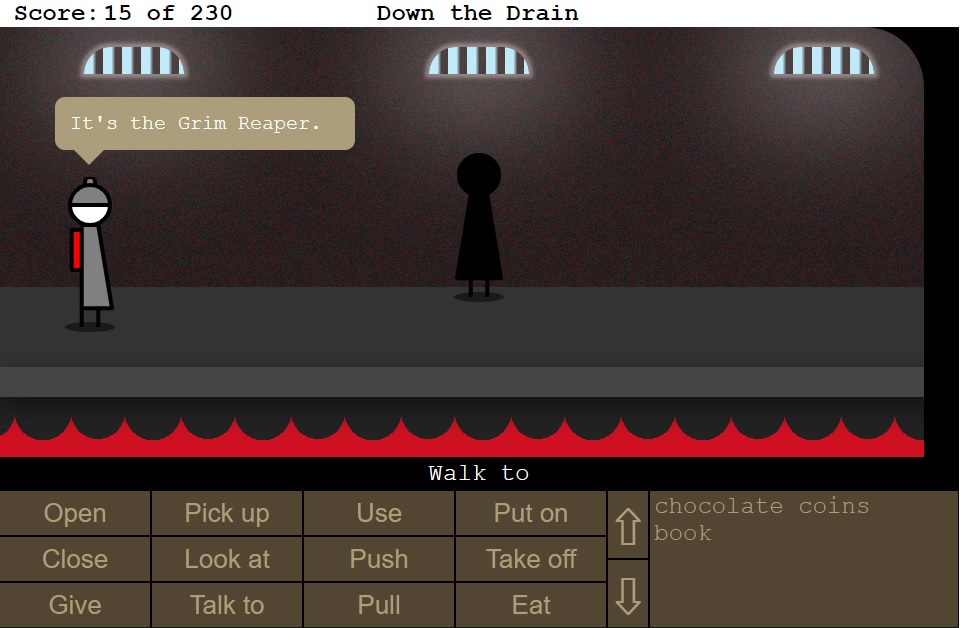 Score: 15 of 230 Down the Drain
It's the Grim Reaper.
Walk to
Open Pick up Use Put on
Close Look at Push Take off
Give Talk to Pull Eat
chocolate coins
book